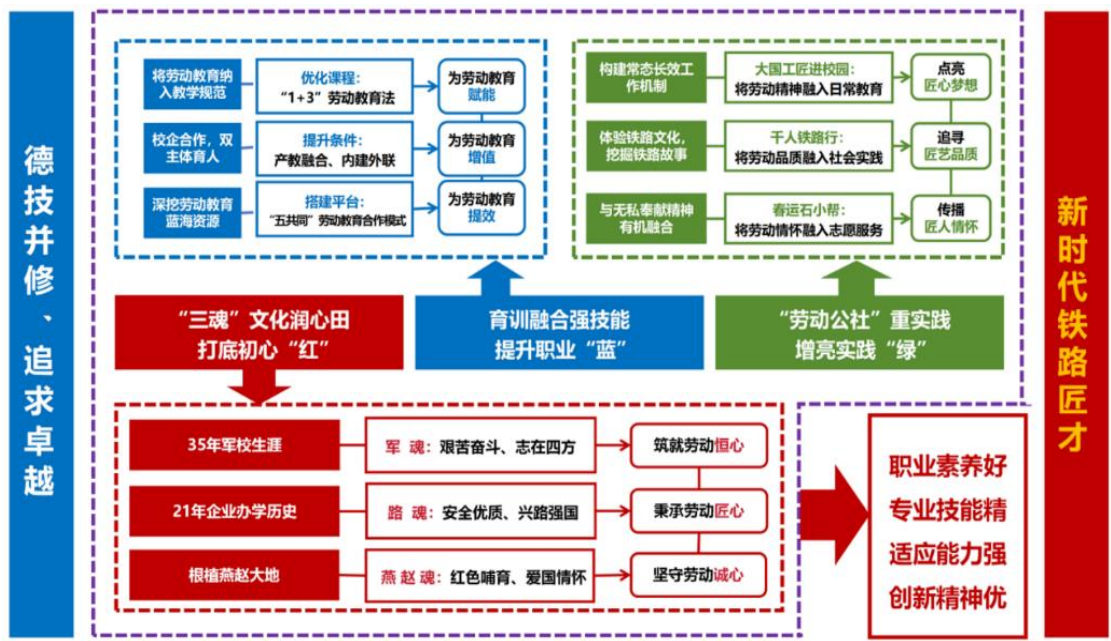 德技并修、追求卓越
将劳动教育纳
入教学规范
优化课程：
“1+3”劳动教育法
为劳动教育
赋能
校企合作，双
主体育人
提升条件：
产教融合、内建外联
为劳动教育
增值
深挖劳动教育
蓝海资源
搭建平台：
“五共同”劳动教育合作模式
为劳动教育
提效
构建常态长效工
作机制
大国工匠进校园：
将劳动精神融入日常教育
点亮
匠心梦想
体验铁路文化，
挖掘铁路故事
千人铁路行：
将劳动品质融入社会实践
追寻
匠艺品质
与无私奉献精神
有机融合
春运石小帮：
将劳动情怀融入志愿服务
传播
匠人情怀
“三魂”文化润心田
打底初心“红”
育训融合强技能
提升职业“蓝”
“劳动公社”重实践
增亮实践“绿”
35年军校生涯
军 魂：艰苦奋斗、志在四方
筑就劳动恒心
21年企业办学历史
路 魂：安全优质、兴路强国
秉承劳动匠心
根植燕赵大地
燕赵魂：红色哺育、爱国情怀
坚守劳动诚心
职业素养好
专业技能精
适应能力强
创新精神优
新时代铁路匠才